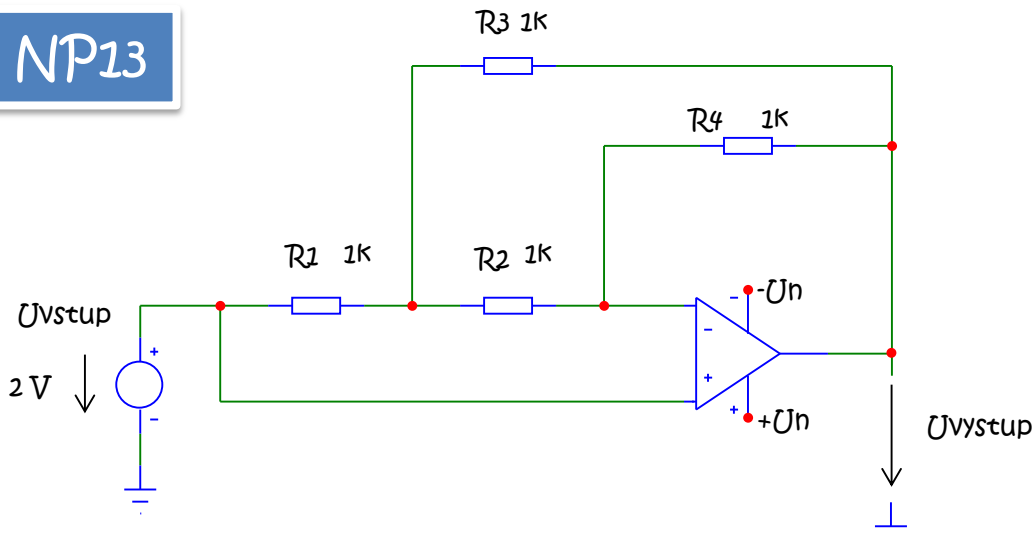 NP13
R3 1k
R4 1k
R1 1k
R2 1k
Uvstup
2 V
-Un
+Un
Uvystup
+
-
-
+
-
+